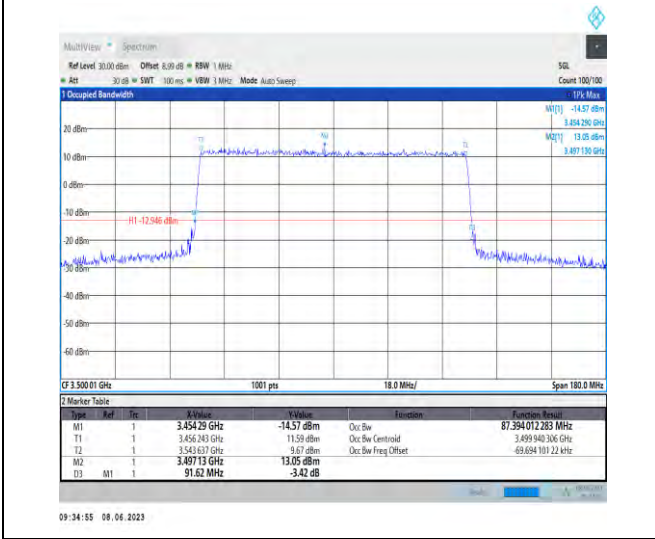 MultiView Spectrum
Ref Level 30.00 dBm Offset 8.99 dB RBW 1 MHz SGL
Att 30 dB SWT 100 ms VBW 3 MHz Mode Auto Sweep Count 100/100
1 Occupied Bandwidth 1Pk Max
M1[1] -14.57 dBm
3.454 290 GHz
M2[1] 13.05 dBm
3.497 130 GHz
20 dBm
10 dBm
0 dBm
-10 dBm
H1 -12.946 dBm
-20 dBm
-30 dBm
-40 dBm
-50 dBm
-60 dBm
CF 3.500 01 GHz 1001 pts 18.0 MHz/ Span 180.0 MHz
2 Marker Table
Type Ref Trc X-Value Y-Value Function Function Result
M1 1 3.454 29 GHz -14.57 dBm Occ Bw 87.394 012 283 MHz
T1 1 3.456 243 GHz 11.59 dBm Occ Bw Centroid 3.499 940 306 GHz
T2 1 3.543 637 GHz 9.67 dBm Occ Bw Freq Offset -69.694 101 22 kHz
M2 1 3.497 13 GHz 13.05 dBm
D3 M1 1 91.62 MHz -3.42 dB
09:34:55 08.06.2023